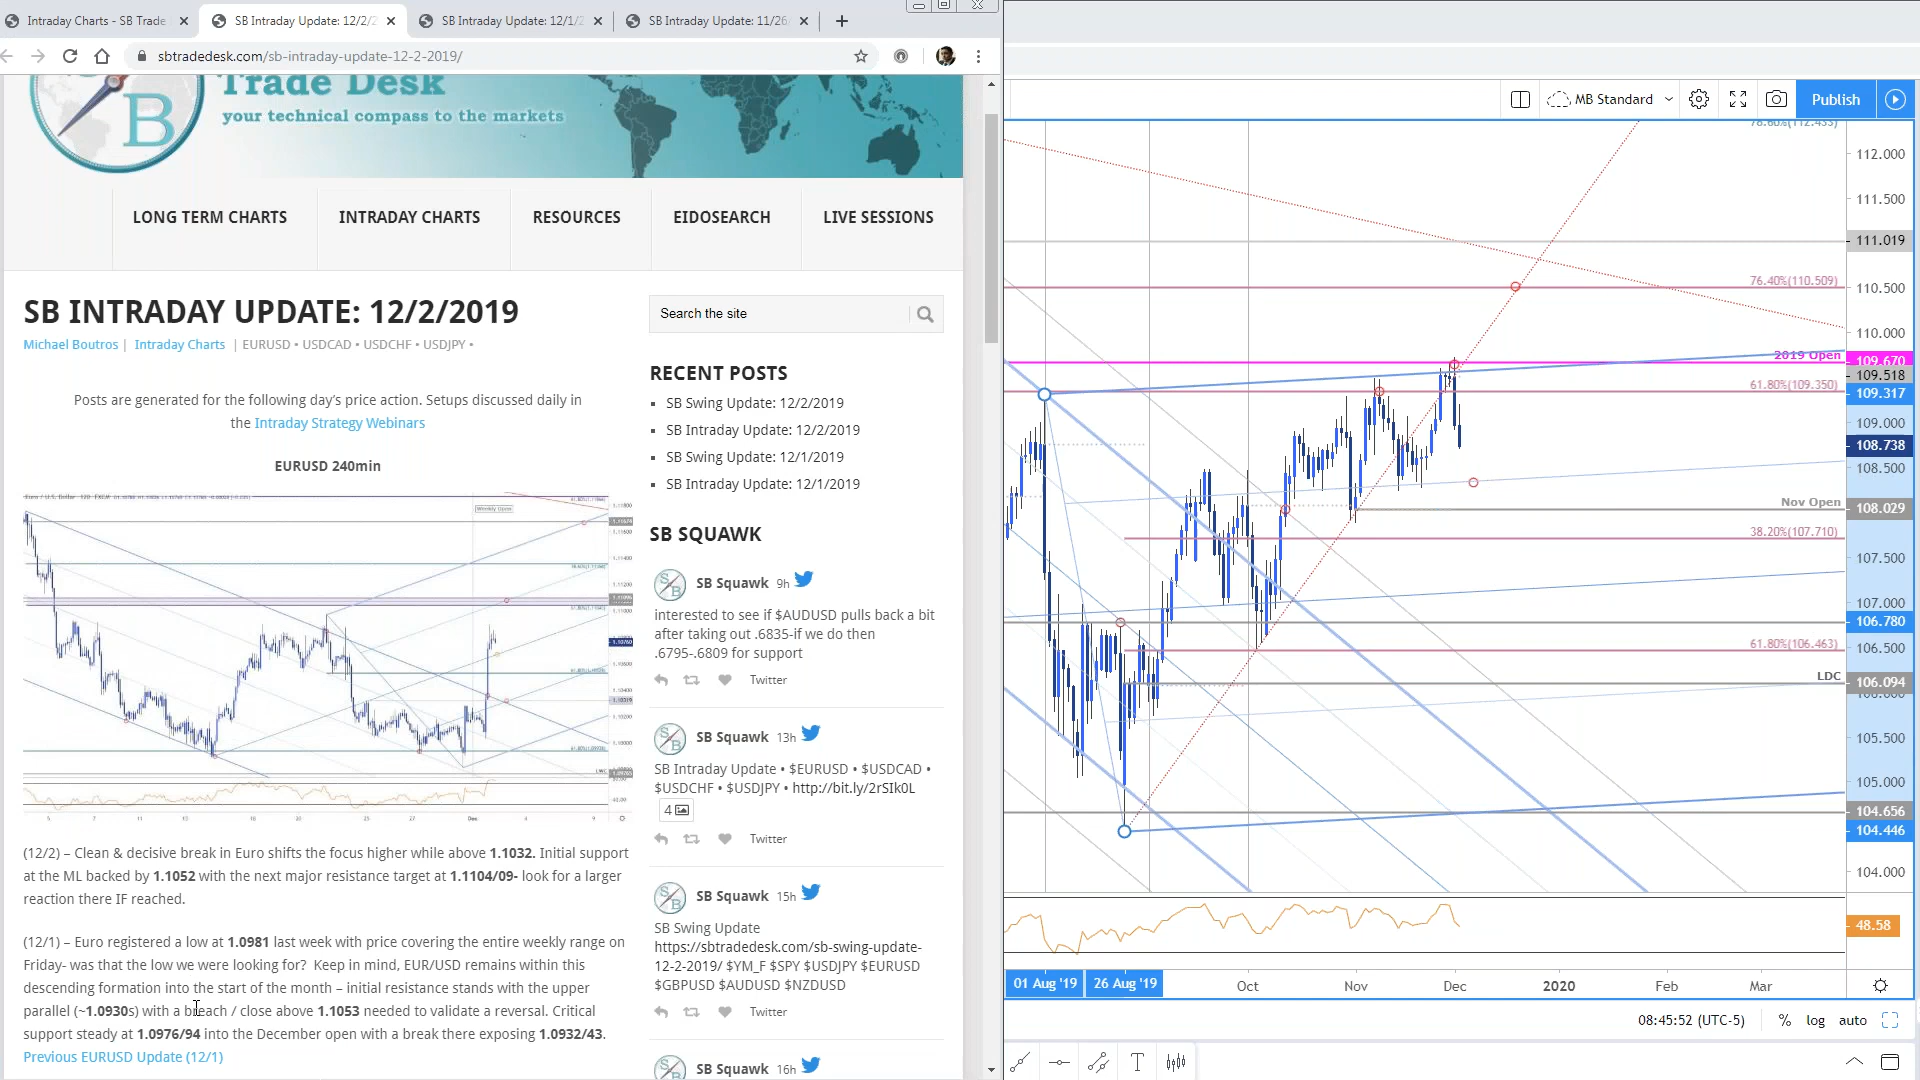 Intraday Charts - SB Trade
SB Intraday Update: 12/2/2
SB Intraday Update: 12/1/2
SB Intraday Update: 11/26
sbtradedesk.com/sb-intraday-update-12-2-2019/
S
B
Trade Desk
your technical compass to the markets
LONG TERM CHARTS
INTRADAY CHARTS
RESOURCES
EIDOSEARCH
LIVE SESSIONS
SB INTRADAY UPDATE: 12/2/2019
Michael Boutros | Intraday Charts | EURUSD • USDCAD • USDCHF • USDJPY •
Posts are generated for the following day's price action. Setups discussed daily in
the Intraday Strategy Webinars
EURUSD 240min
Weekly Open
Dec
(12/2) – Clean & decisive break in Euro shifts the focus higher while above 1.1032. Initial support
at the ML backed by 1.1052 with the next major resistance target at 1.1104/09- look for a larger
reaction there IF reached.
(12/1) – Euro registered a low at 1.0981 last week with price covering the entire weekly range on
Friday- was that the low we were looking for?  Keep in mind, EUR/USD remains within this
descending formation into the start of the month – initial resistance stands with the upper
parallel (~1.0930s) with a breach / close above 1.1053 needed to validate a reversal. Critical
support steady at 1.0976/94 into the December open with a break there exposing 1.0932/43.
Previous EURUSD Update (12/1)
Search the site
RECENT POSTS
SB Swing Update: 12/2/2019
SB Intraday Update: 12/2/2019
SB Swing Update: 12/1/2019
SB Intraday Update: 12/1/2019
SB SQUAWK
SB Squawk 9h
interested to see if $AUDUSD pulls back a bit
after taking out .6835-if we do then
.6795-.6809 for support
Twitter
SB Squawk 13h
SB Intraday Update • $EURUSD • $USDCAD •
$USDCHF • $USDJPY • http://bit.ly/2rSIk0L
4
Twitter
SB Squawk 15h
SB Swing Update
https://sbtradedesk.com/sb-swing-update-
12-2-2019/ $YM_F $SPY $USDJPY $EURUSD
$GBPUSD $AUDUSD $NZDUSD
Twitter
SB Squawk 16h
MB Standard
Publish
78.60%(112.433)
112.000
111.500
111.019
76.40%(110.509)
110.500
110.000
2019 Open
109.670
109.518
61.80%(109.350)
109.317
109.000
108.738
108.500
Nov Open
108.029
38.20%(107.710)
107.500
107.000
106.780
61.80%(106.463)
106.500
LDC
106.094
106.000
105.500
105.000
104.656
104.446
104.000
48.58
01 Aug '19
26 Aug '19
Oct
Nov
Dec
2020
Feb
Mar
08:45:52 (UTC-5)
%
log
auto
T